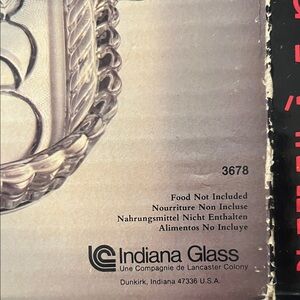 3678
Food Not Included
Nourriture Non Incluse
Nahrungsmittel Nicht Enthalten
Alimentos No Incluye
Indiana Glass
Une Compagnie de Lancaster Colony
Dunkirk, Indiana 47336 U.S.A.